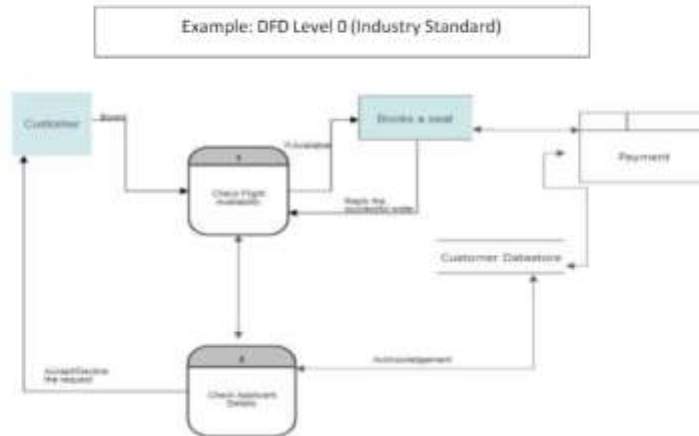 Example: DFD Level 0 (Industry Standard)
Customer
Books a seat
If Available
Payment
1
Check Flight
Availability
Reply the
successful order
Customer Datastore
Accept/Decline
the request
Acknowledgement
Check Applicant
Details